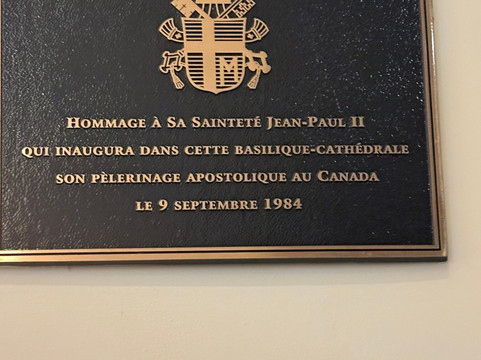 Hommage à Sa Sainteté Jean-Paul II
qui inaugura dans cette basilique-cathédrale
son pèlerinage apostolique au Canada
le 9 septembre 1984